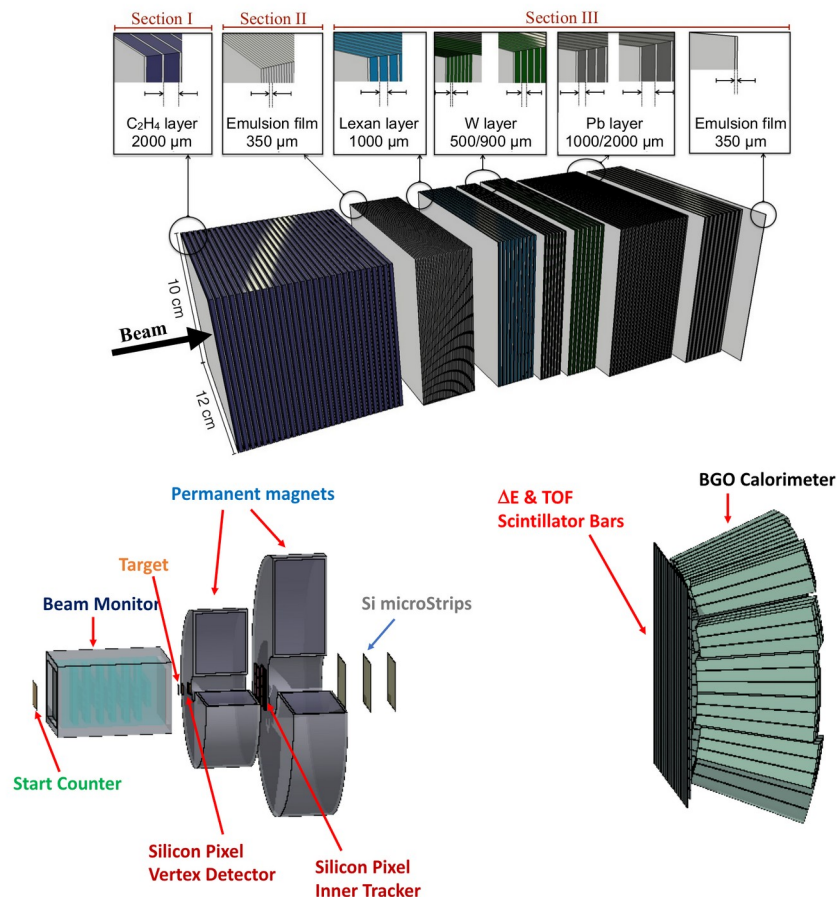 Section I
Section II
Section III
C₂H₄ layer
2000 µm
Emulsion film
350 µm
Lexan layer
1000 µm
W layer
500/900 µm
Pb layer
1000/2000 µm
Emulsion film
350 µm
10 cm
Beam
12 cm
Permanent magnets
Target
Beam Monitor
Si microStrips
Start Counter
Silicon Pixel
Vertex Detector
Silicon Pixel
Inner Tracker
ΔE & TOF
Scintillator Bars
BGO Calorimeter